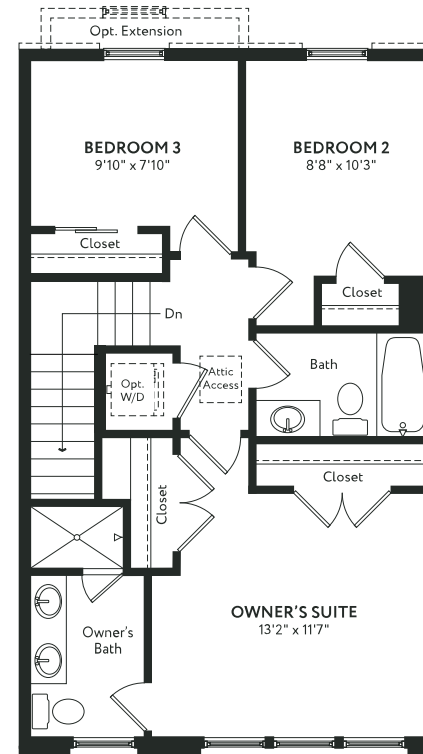 Opt. Extension
BEDROOM 3
9'10" x 7'10"
BEDROOM 2
8'8" x 10'3"
Closet
Closet
Dn
Bath
Attic
Access
Opt.
W/D
Closet
Closet
OWNER'S SUITE
13'2" x 11'7"
Owner's
Bath